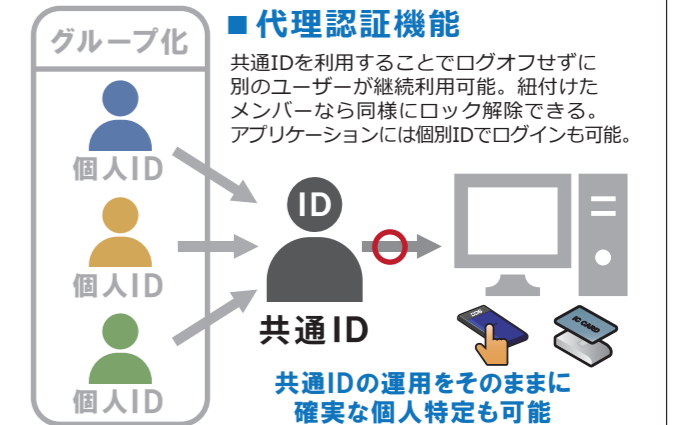 グループ化
■代理認証機能
共通IDを利用することでログオフせずに
別のユーザーが継続利用可能。紐付けた
メンバーなら同様にロック解除できる。
アプリケーションには個別IDでログインも可能。
個人ID
個人ID
個人ID
ID
共通ID
IC CARD
共通IDの運用をそのままに
確実な個人特定も可能